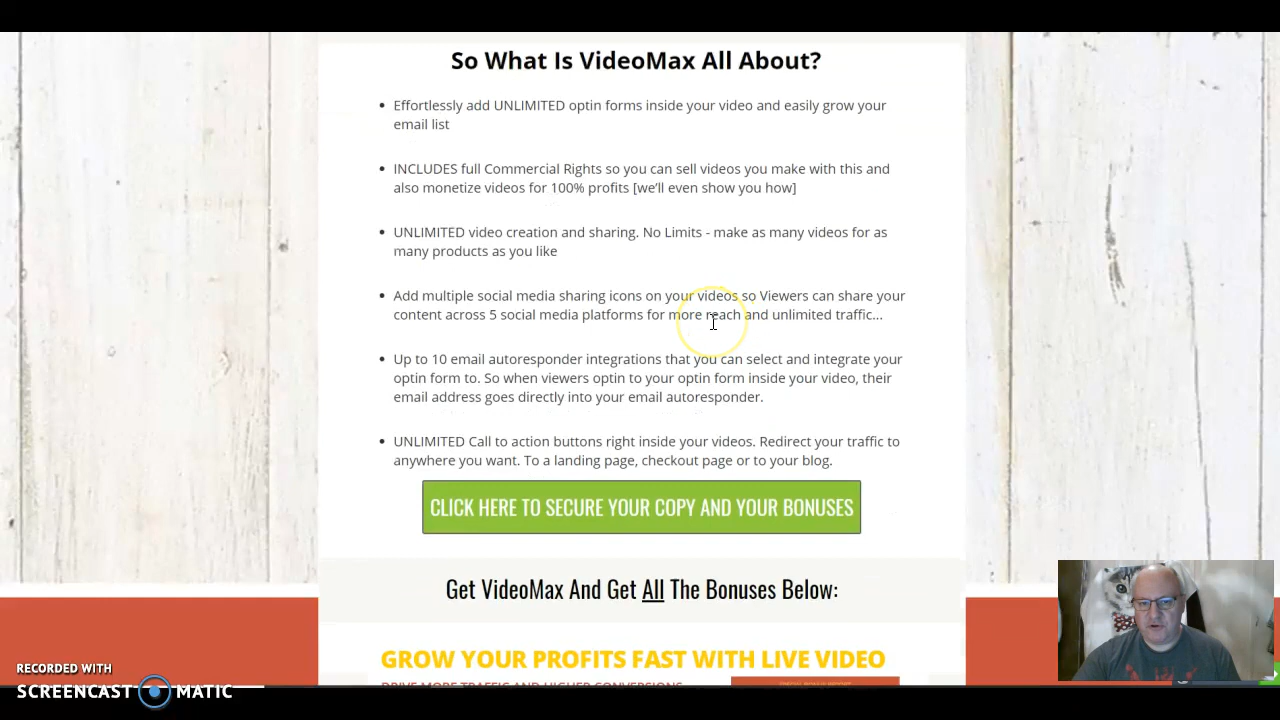 So What Is VideoMax All About?
• Effortlessly add UNLIMITED optin forms inside your video and easily grow your
email list
• INCLUDES full Commercial Rights so you can sell videos you make with this and
also monetize videos for 100% profits [we'll even show you how]
• UNLIMITED video creation and sharing. No Limits - make as many videos for as
many products as you like
• Add multiple social media sharing icons on your videos so Viewers can share your
content across 5 social media platforms for more reach and unlimited traffic...
• Up to 10 email autoresponder integrations that you can select and integrate your
optin form to. So when viewers optin to your optin form inside your video, their
email address goes directly into your email autoresponder.
• UNLIMITED Call to action buttons right inside your videos. Redirect your traffic to
anywhere you want. To a landing page, checkout page or to your blog.
CLICK HERE TO SECURE YOUR COPY AND YOUR BONUSES
Get VideoMax And Get All The Bonuses Below:
GROW YOUR PROFITS FAST WITH LIVE VIDEO
DRIVE MORE TRAFFIC AND HIGHER CONVERSIONS
RECORDED WITH
SCREENCAST MATIC